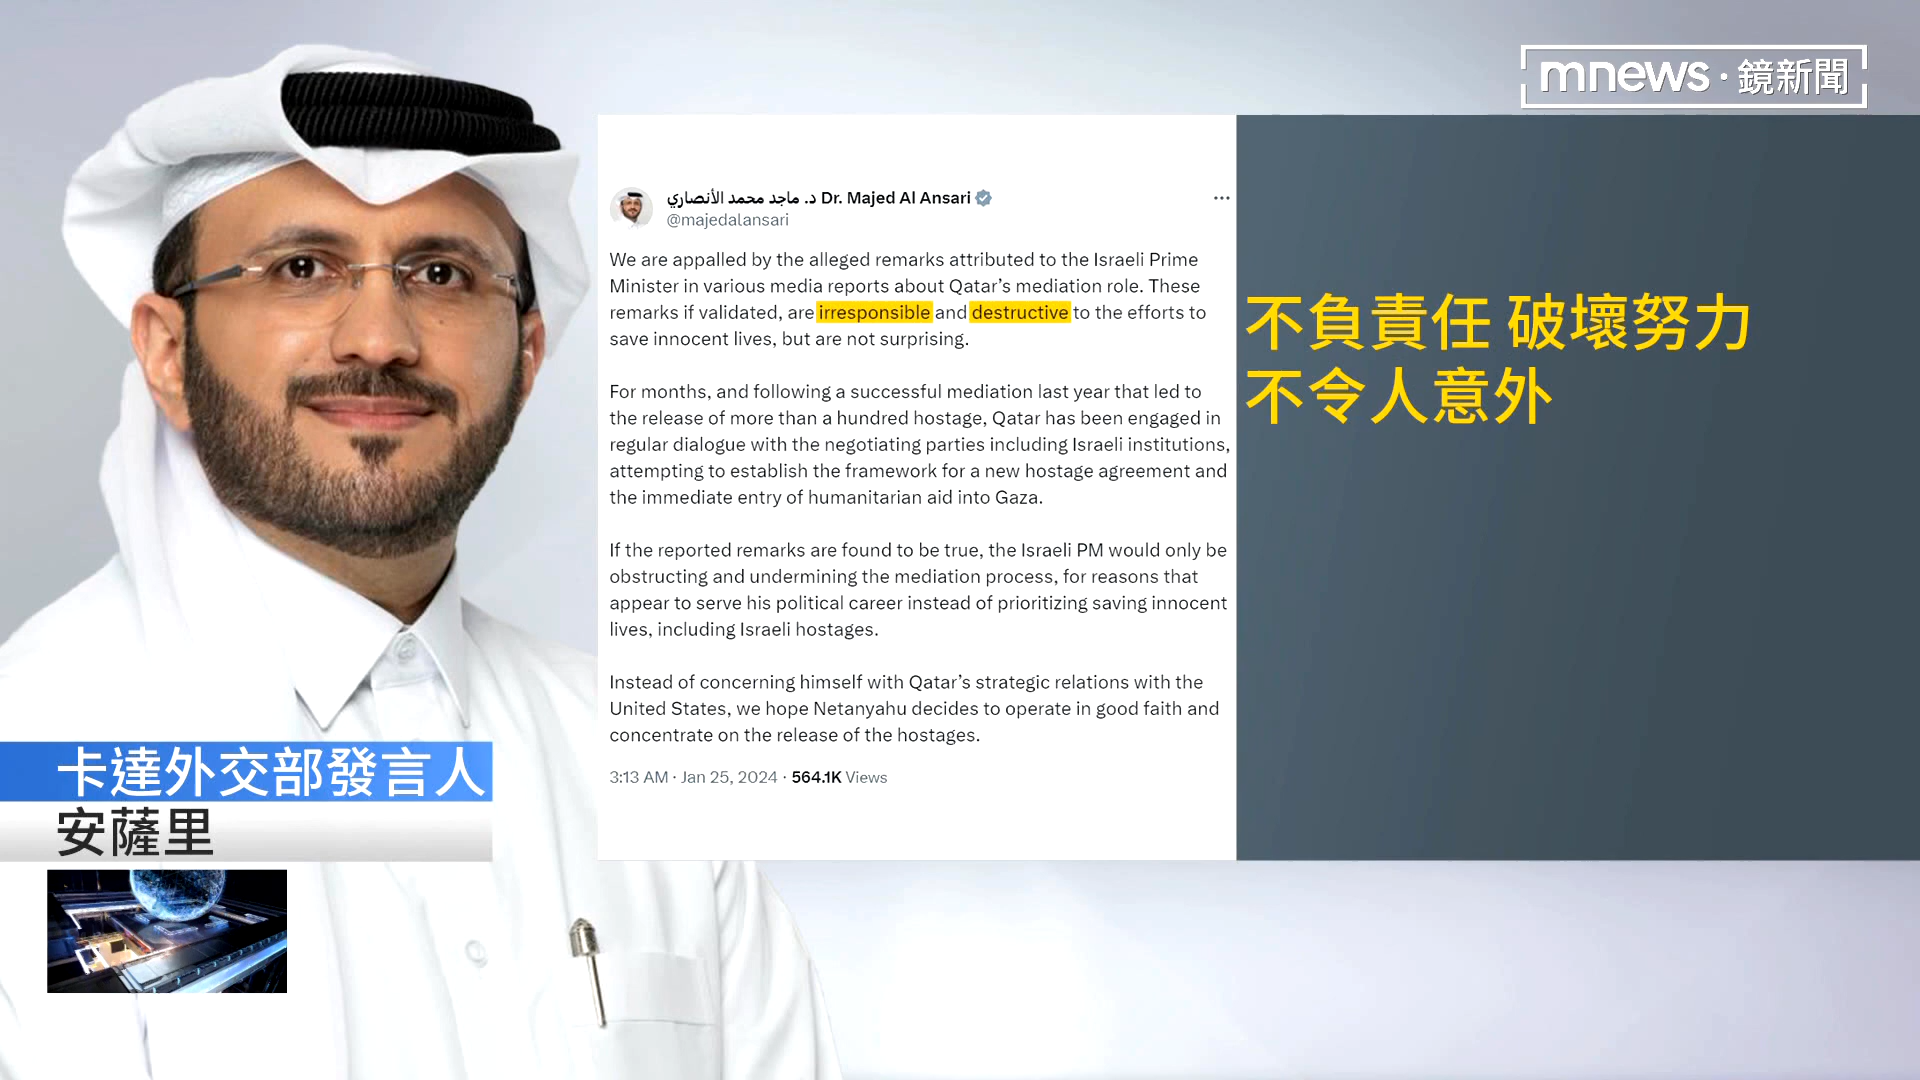 mnews·鏡新聞
د. ماجد محمد الأنصاري Dr. Majed Al Ansari
@majedalansari
We are appalled by the alleged remarks attributed to the Israeli Prime
Minister in various media reports about Qatar’s mediation role. These
remarks if validated, are irresponsible and destructive to the efforts to
save innocent lives, but are not surprising.
For months, and following a successful mediation last year that led to
the release of more than a hundred hostage, Qatar has been engaged in
regular dialogue with the negotiating parties including Israeli institutions,
attempting to establish the framework for a new hostage agreement and
the immediate entry of humanitarian aid into Gaza.
If the reported remarks are found to be true, the Israeli PM would only be
obstructing and undermining the mediation process, for reasons that
appear to serve his political career instead of prioritizing saving innocent
lives, including Israeli hostages.
Instead of concerning himself with Qatar’s strategic relations with the
United States, we hope Netanyahu decides to operate in good faith and
concentrate on the release of the hostages.
3:13 AM · Jan 25, 2024 · 564.1K Views
不負責任 破壞努力
不令人意外
卡達外交部發言人
安薩里